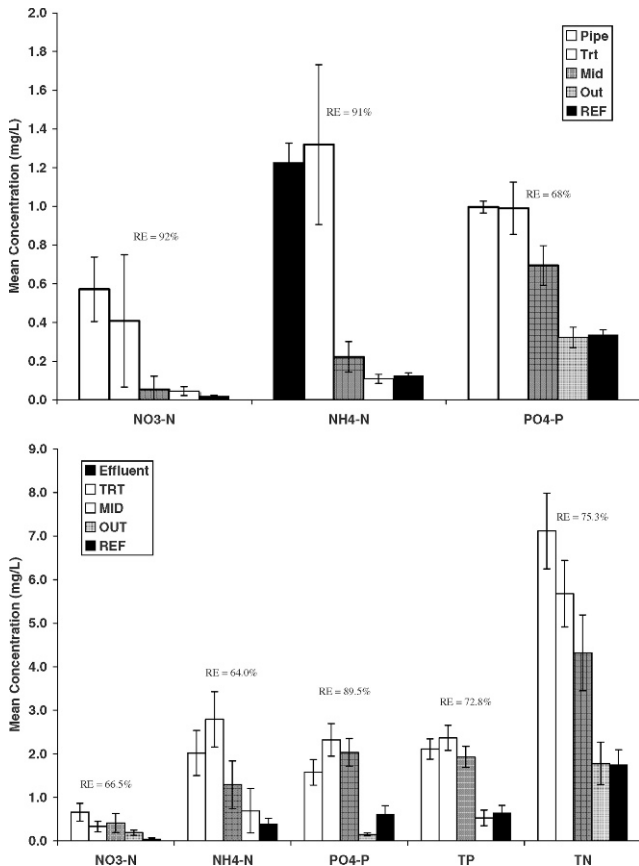 2.0
1.8
1.6
1.4
1.2
1.0
0.8
0.6
0.4
0.2
0.0
Mean Concentration (mg/L)
Pipe
Trt
Mid
Out
REF
RE = 92%
RE = 91%
RE = 68%
NO3-N NH4-N PO4-P
9.0
8.0
7.0
6.0
5.0
4.0
3.0
2.0
1.0
0.0
Mean Concentration (mg/L)
Effluent
TRT
MID
OUT
REF
RE = 66.5%
RE = 64.0%
RE = 89.5%
RE = 72.8%
RE = 75.3%
NO3-N NH4-N PO4-P TP TN